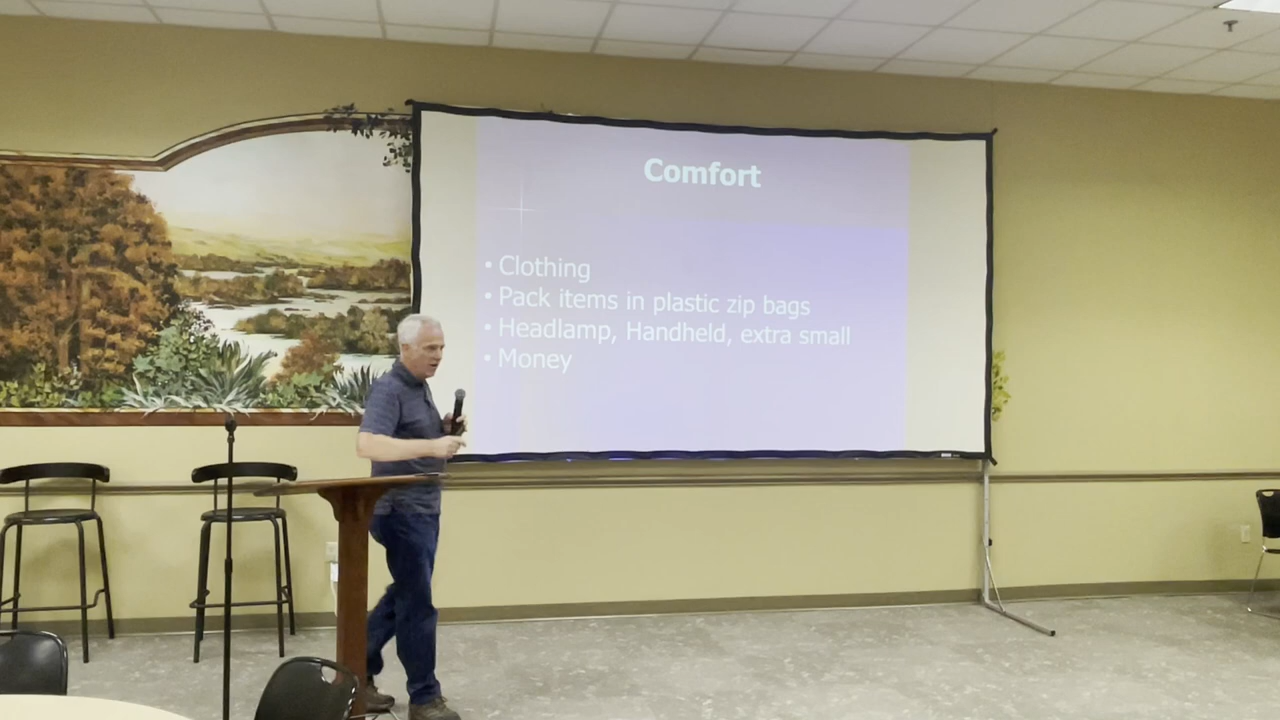 Comfort
• Clothing
• Pack items in plastic zip bags
• Headlamp, Handheld, extra small
• Money